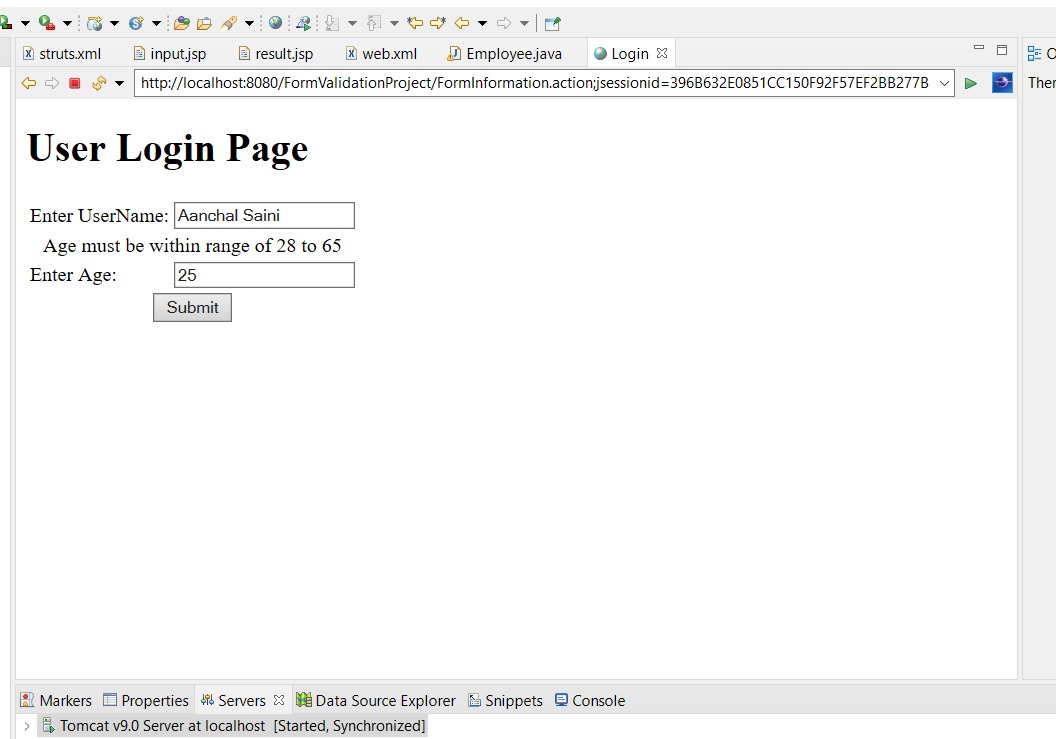 struts.xml input.jsp result.jsp web.xml Employee.java Login
http://localhost:8080/FormValidationProject/FormInformation.action;jsessionid=396B632E0851CC150F92F57EF2BB277B
User Login Page
Enter UserName: Aanchal Saini
Age must be within range of 28 to 65
Enter Age: 25
Submit
Markers Properties Servers Data Source Explorer Snippets Console
Tomcat v9.0 Server at localhost [Started, Synchronized]